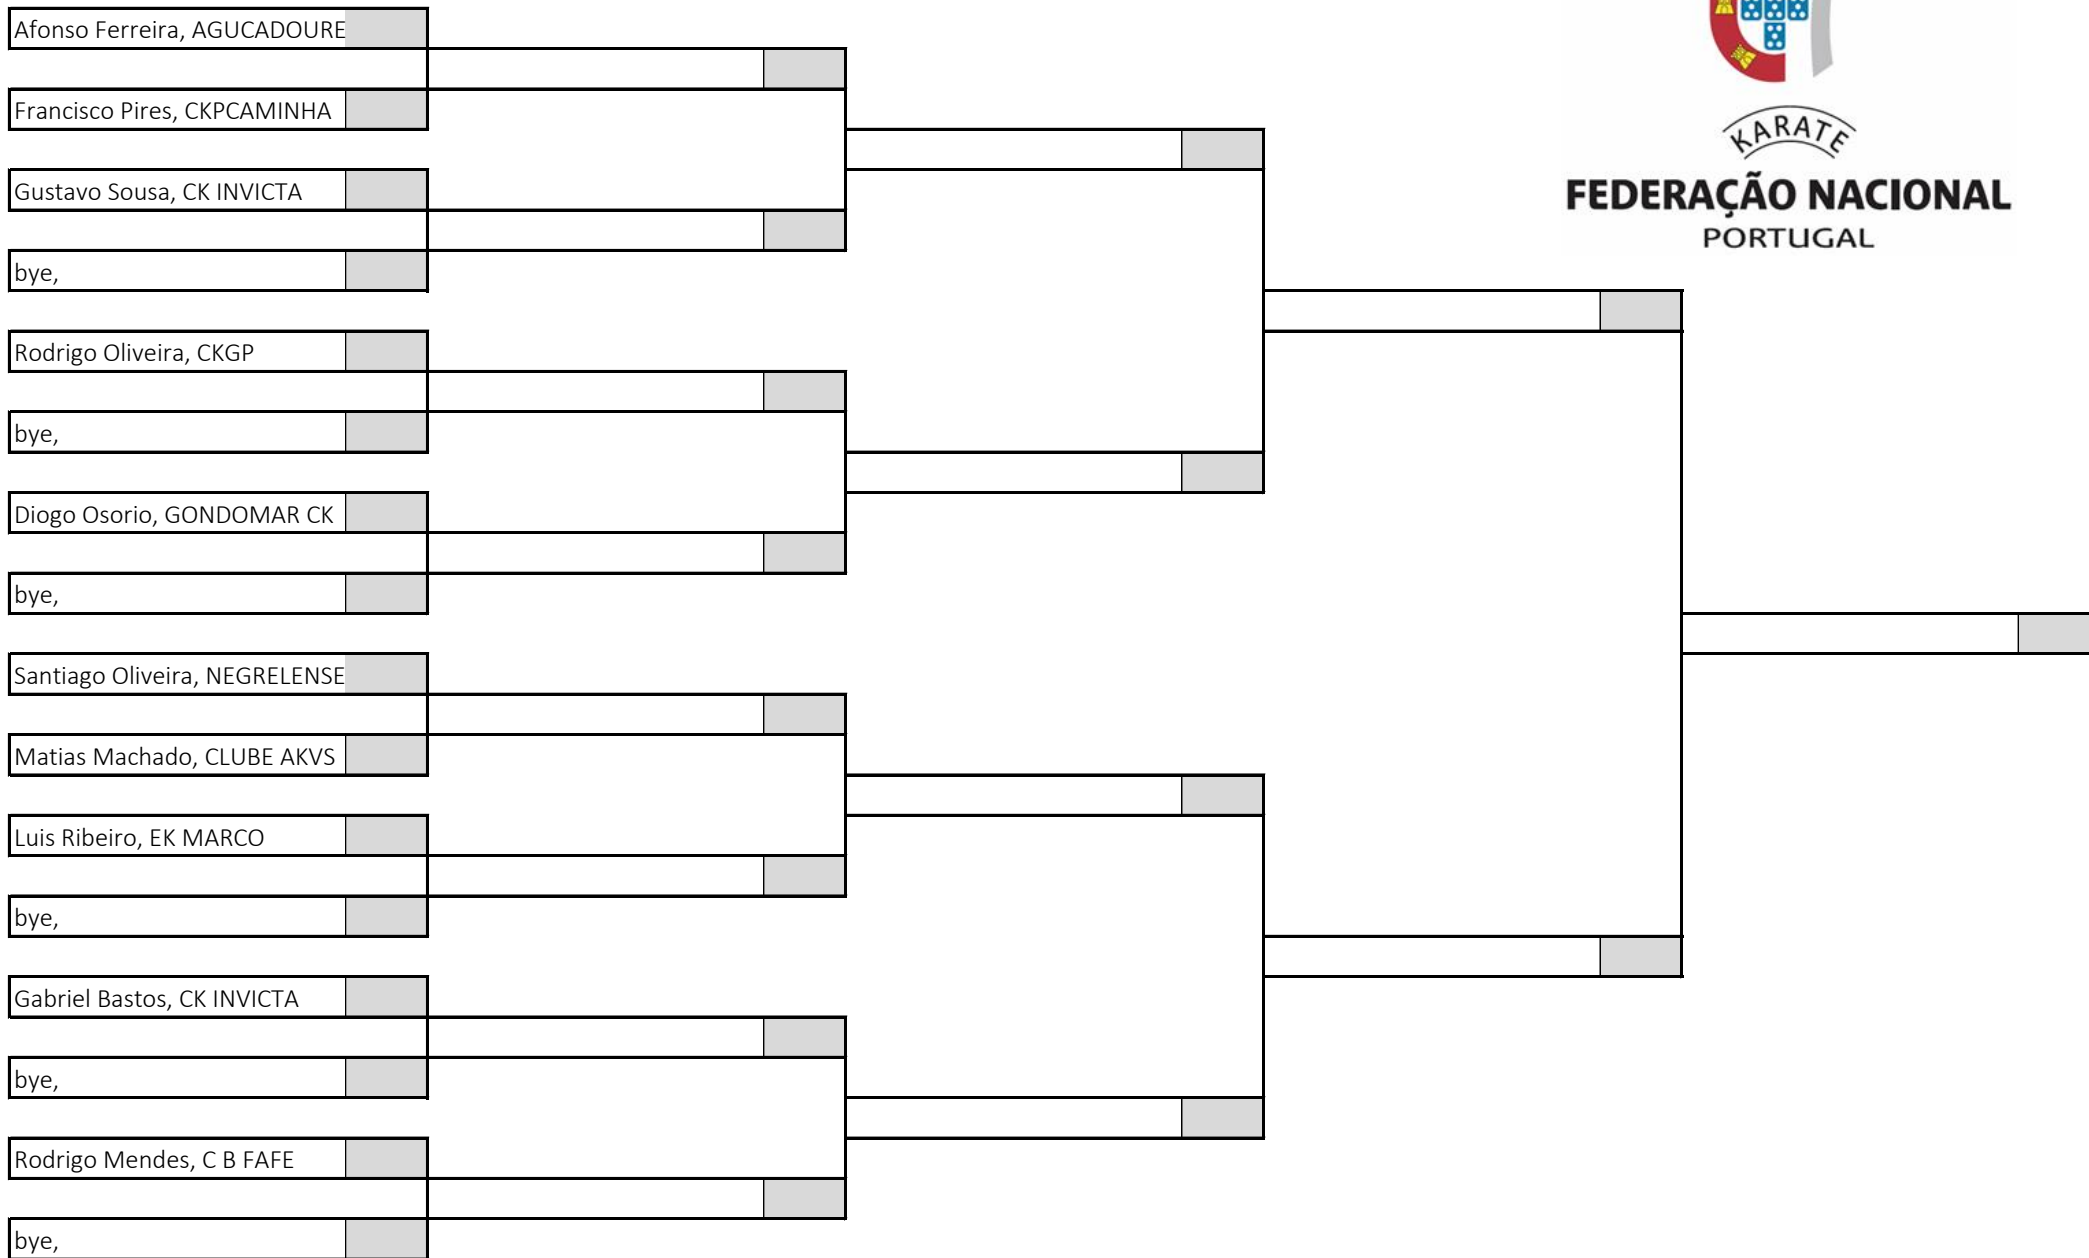 Afonso Ferreira, AGUCADOURE
Francisco Pires, CKPCAMINHA
Gustavo Sousa, CK INVICTA
bye,
Rodrigo Oliveira, CKGP
bye,
Diogo Osorio, GONDOMAR CK
bye,
Santiago Oliveira, NEGRELENSE
Matias Machado, CLUBE AKVS
Luis Ribeiro, EK MARCO
bye,
Gabriel Bastos, CK INVICTA
bye,
Rodrigo Mendes, C B FAFE
bye,
KARATE
FEDERAÇÃO NACIONAL
PORTUGAL